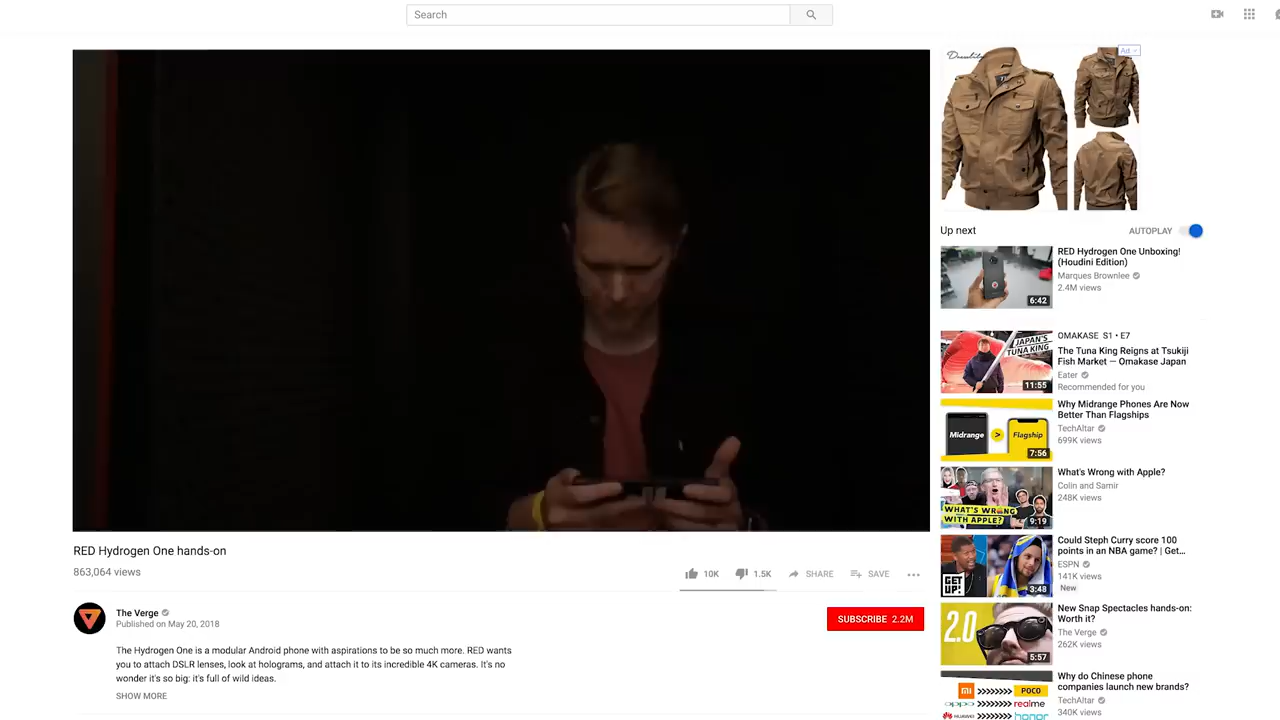 Search
RED Hydrogen One hands-on
863,064 views
10K
1.5K
SHARE
SAVE
The Verge
Published on May 20, 2018
SUBSCRIBE 2.2M
The Hydrogen One is a modular Android phone with aspirations to be so much more. RED wants
you to attach DSLR lenses, look at holograms, and attach it to its incredible 4K cameras. It's no
wonder it's so big: it's full of wild ideas.
SHOW MORE
Ad
Up next
AUTOPLAY
6:42
RED Hydrogen One Unboxing!
(Houdini Edition)
Marques Brownlee
2.4M views
JAPAN'S
TUNA KING
11:55
OMAKASE S1 • E7
The Tuna King Reigns at Tsukiji
Fish Market — Omakase Japan
Eater
Recommended for you
Midrange
>
Flagship
7:56
Why Midrange Phones Are Now
Better Than Flagships
TechAltar
699K views
WHAT'S WRONG
WITH APPLE?
9:19
What's Wrong with Apple?
Colin and Samir
248K views
GET
UP!
3:48
Could Steph Curry score 100
points in an NBA game? | Get...
ESPN
141K views
New
2.0
5:57
New Snap Spectacles hands-on:
Worth it?
The Verge
262K views
mi
POCO
oppo
realme
HUAWEI
honor
Why do Chinese phone
companies launch new brands?
TechAltar
340K views